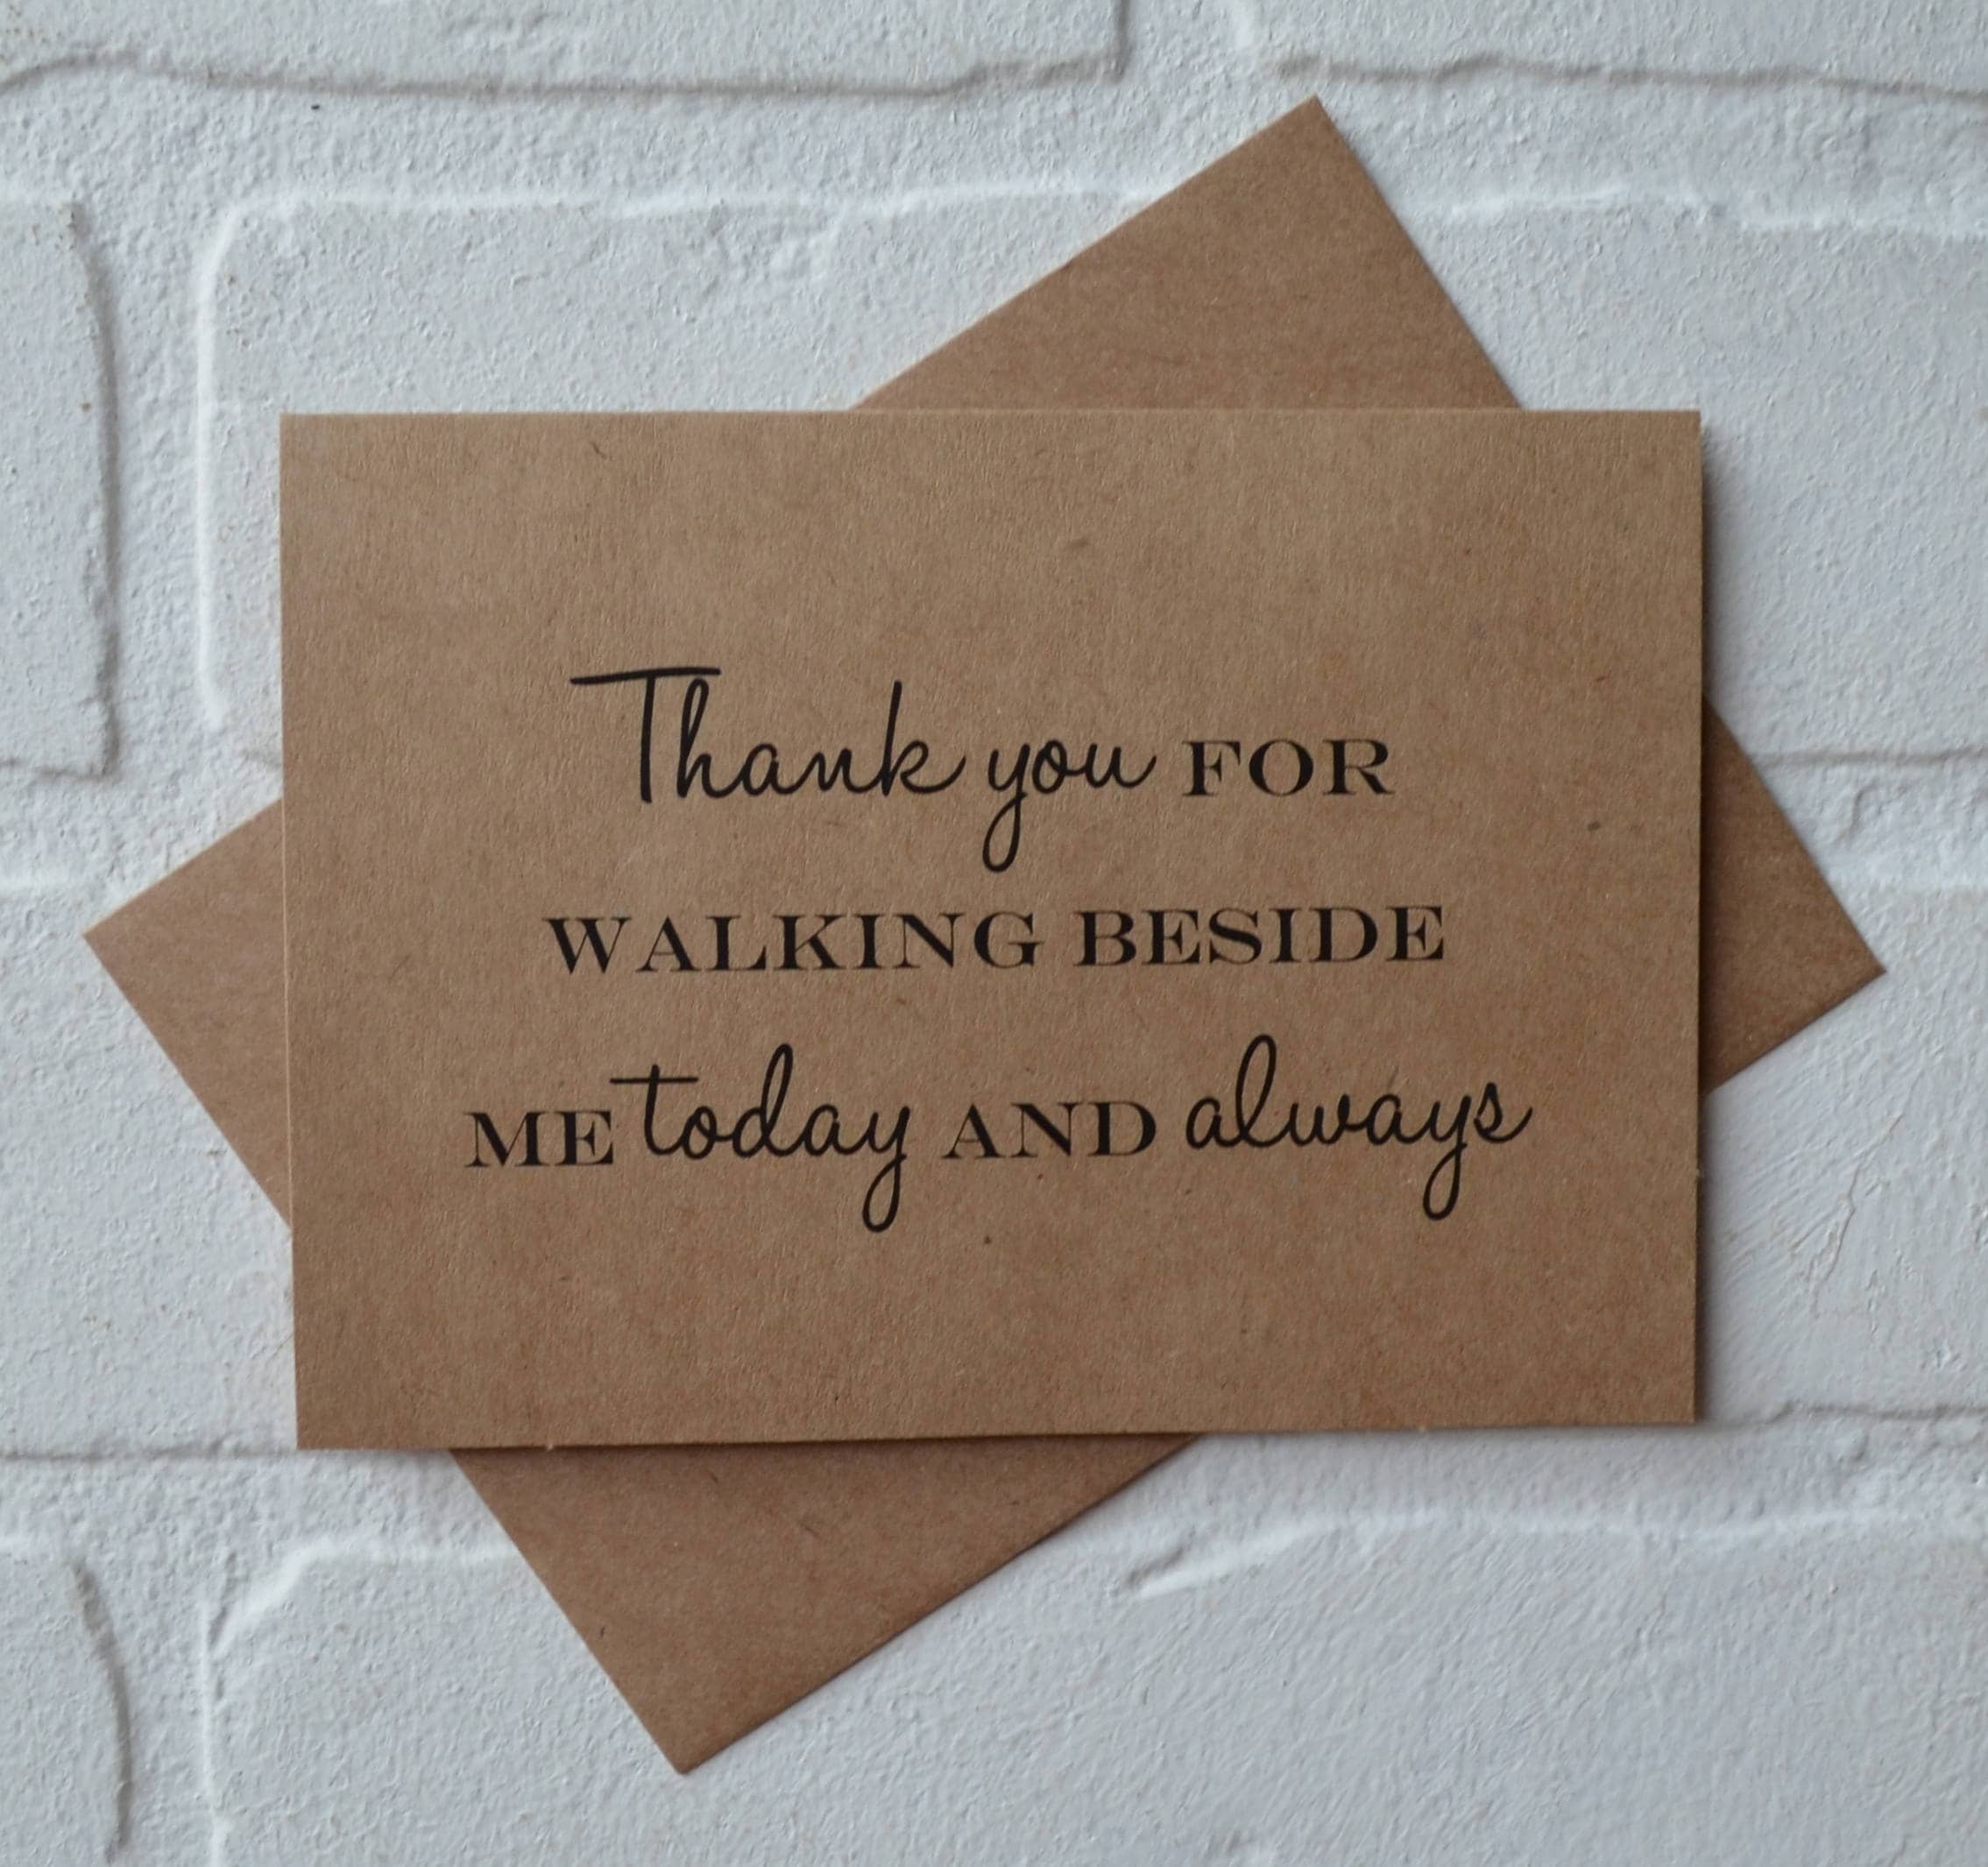 Thank you FOR
WALKING BESIDE
ME today AND always